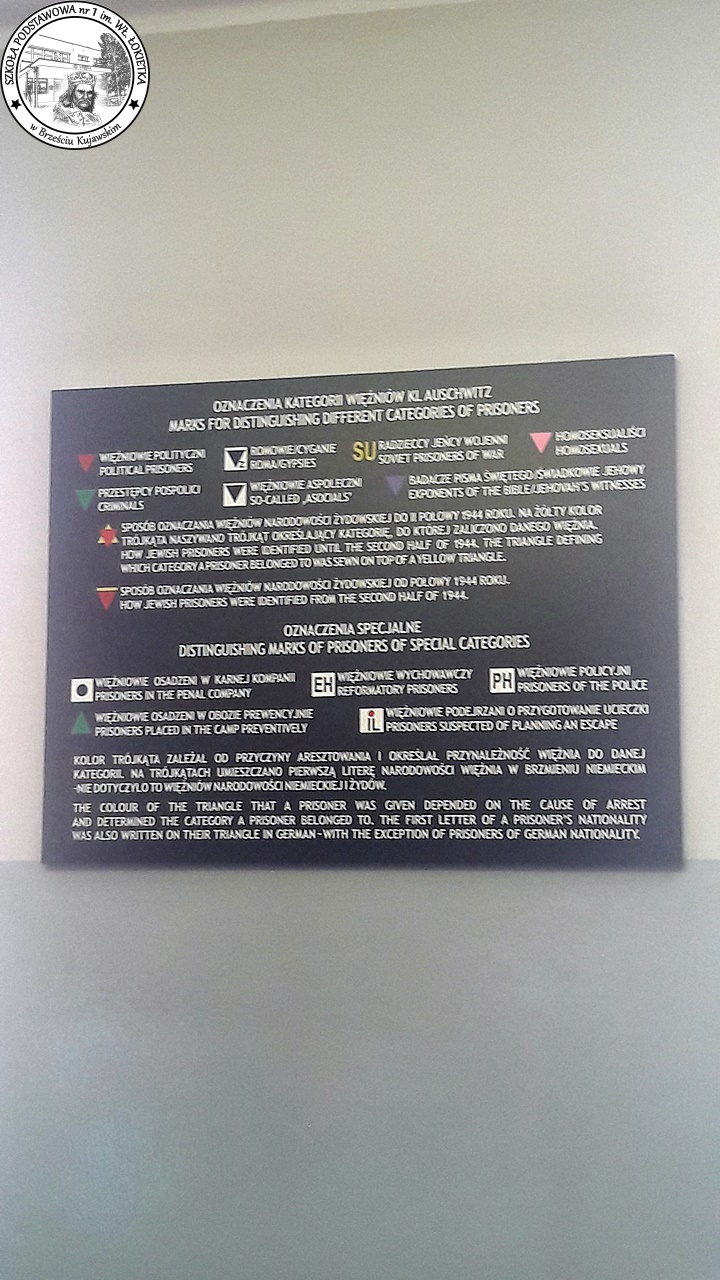 SZKOŁA PODSTAWOWA nr 1 im. WŁ. ŁOKIETKA
w Brześciu Kujawskim
OZNACZENIA KATEGORII WIĘŹNIÓW KL AUSCHWITZ
MARKS FOR DISTINGUISHING DIFFERENT CATEGORIES OF PRISONERS
WIĘŹNIOWIE POLITYCZNI
POLITICAL PRISONERS
Z
ROMOWIE/CYGANIE
ROMA/GYPSIES
SU
RADZIECCY JEŃCY WOJENNI
SOVIET PRISONERS OF WAR
HOMOSEKSUALIŚCI
HOMOSEXUALS
PRZESTĘPCY POSPOLICI
CRIMINALS
WIĘŹNIOWIE ASPOŁECZNI
SO-CALLED „ASOCIALS"
BADACZE PISMA ŚWIĘTEGO/ŚWIADKOWIE JEHOWY
EXPONENTS OF THE BIBLE/JEHOVAH'S WITNESSES
SPOSÓB OZNACZANIA WIĘŹNIÓW NARODOWOŚCI ŻYDOWSKIEJ DO II POŁOWY 1944 ROKU. NA ŻÓŁTY KOLOR
TRÓJKĄTA NASZYWANO TRÓJKĄT OKREŚLAJĄCY KATEGORIĘ, DO KTÓREJ ZALICZONO DANEGO WIĘŹNIA.
HOW JEWISH PRISONERS WERE IDENTIFIED UNTIL THE SECOND HALF OF 1944. THE TRIANGLE DEFINING
WHICH CATEGORY A PRISONER BELONGED TO WAS SEWN ON TOP OF A YELLOW TRIANGLE.
SPOSÓB OZNACZANIA WIĘŹNIÓW NARODOWOŚCI ŻYDOWSKIEJ OD POŁOWY 1944 ROKU.
HOW JEWISH PRISONERS WERE IDENTIFIED FROM THE SECOND HALF OF 1944.
OZNACZENIA SPECJALNE
DISTINGUISHING MARKS OF PRISONERS OF SPECIAL CATEGORIES
WIĘŹNIOWIE OSADZENI W KARNEJ KOMPANII
PRISONERS IN THE PENAL COMPANY
EH
WIĘŹNIOWIE WYCHOWAWCZY
REFORMATORY PRISONERS
PH
WIĘŹNIOWIE POLICYJNI
PRISONERS OF THE POLICE
WIĘŹNIOWIE OSADZENI W OBOZIE PREWENCYJNIE
PRISONERS PLACED IN THE CAMP PREVENTIVELY
iL
WIĘŹNIOWIE PODEJRZANI O PRZYGOTOWANIE UCIECZKI
PRISONERS SUSPECTED OF PLANNING AN ESCAPE
KOLOR TRÓJKĄTA ZALEŻAŁ OD PRZYCZYNY ARESZTOWANIA I OKREŚLAŁ PRZYNALEŻNOŚĆ WIĘŹNIA DO DANEJ
KATEGORII. NA TRÓJKĄTACH UMIESZCZANO PIERWSZĄ LITERĘ NARODOWOŚCI WIĘŹNIA W BRZMIENIU NIEMIECKIM
-NIE DOTYCZYŁO TO WIĘŹNIÓW NARODOWOŚCI NIEMIECKIEJ I ŻYDÓW.
THE COLOUR OF THE TRIANGLE THAT A PRISONER WAS GIVEN DEPENDED ON THE CAUSE OF ARREST
AND DETERMINED THE CATEGORY A PRISONER BELONGED TO. THE FIRST LETTER OF A PRISONER'S NATIONALITY
WAS ALSO WRITTEN ON THEIR TRIANGLE IN GERMAN-WITH THE EXCEPTION OF PRISONERS OF GERMAN NATIONALITY.